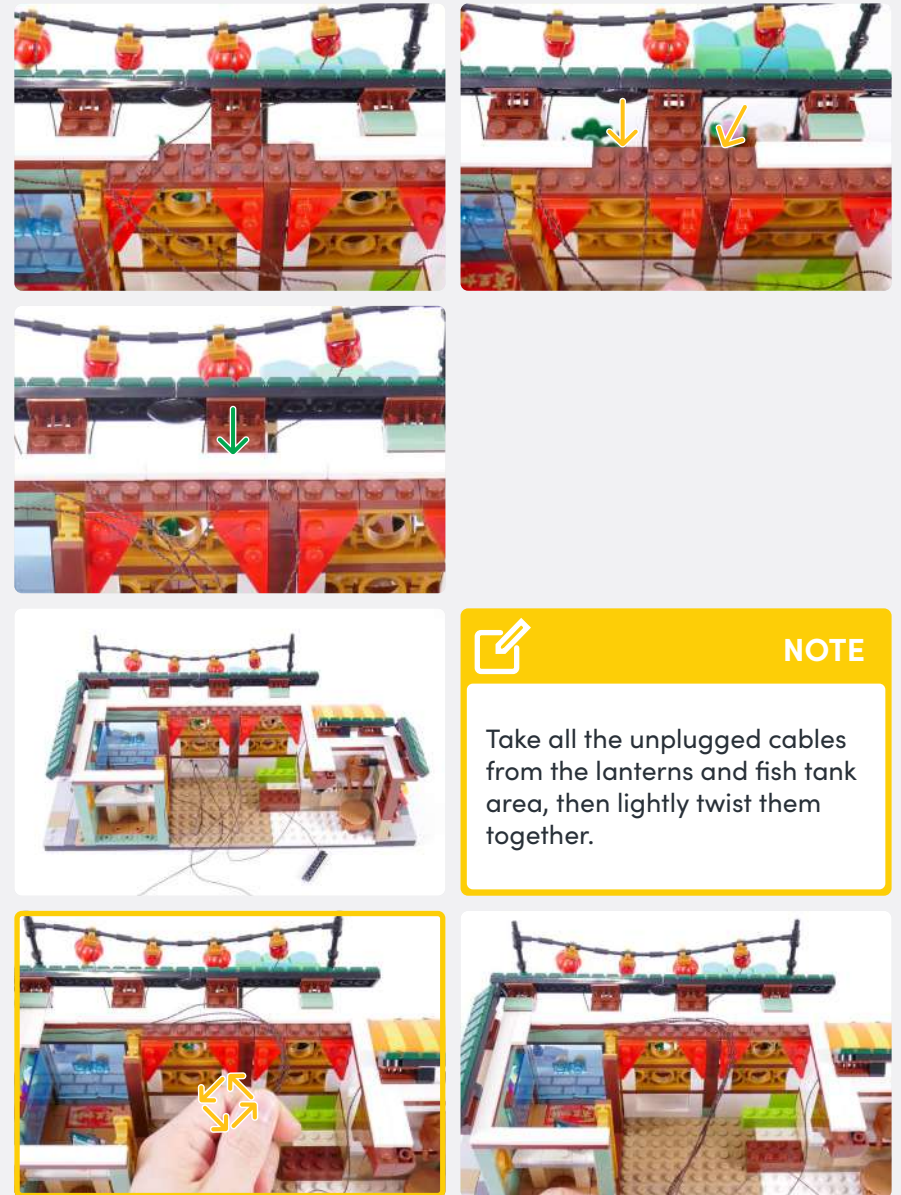 NOTE
Take all the unplugged cables
from the lanterns and fish tank
area, then lightly twist them
together.